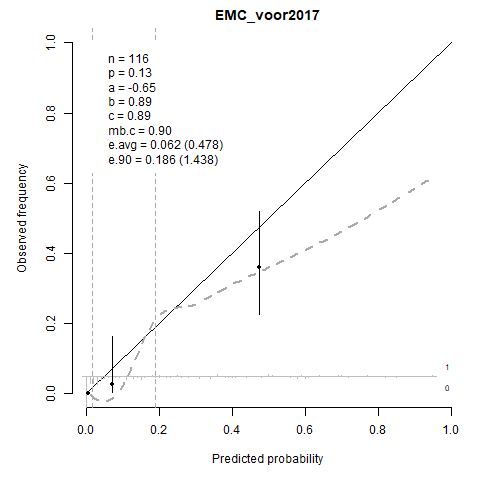 EMC_voor2017
n = 116
p = 0.13
a = -0.65
b = 0.89
c = 0.89
mb.c = 0.90
e.avg = 0.062 (0.478)
e.90 = 0.186 (1.438)
Observed frequency
1.0
0.8
0.6
0.4
0.2
0.0
1
0
0.0 0.2 0.4 0.6 0.8 1.0
Predicted probability